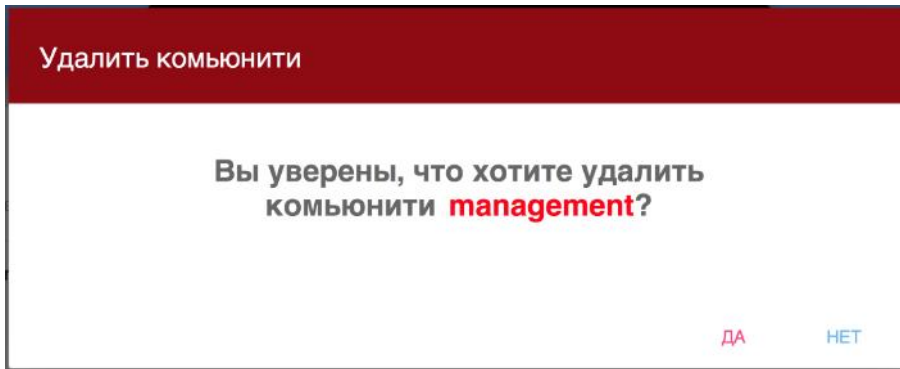 Удалить комьюнити
Вы уверены, что хотите удалить
комьюнити management?
ДА НЕТ